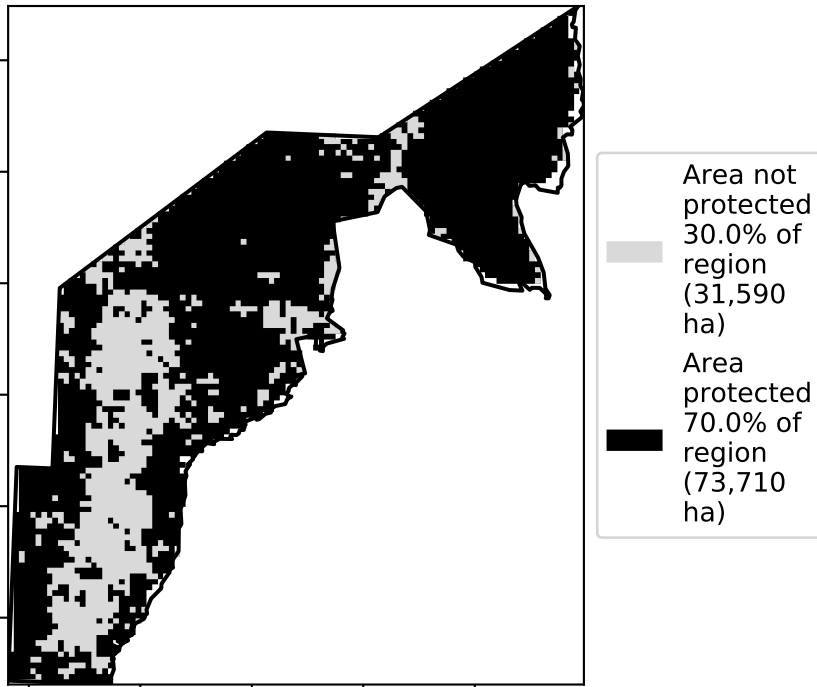 Area not
protected
30.0% of
region
(31,590
ha)
Area
protected
70.0% of
region
(73,710
ha)